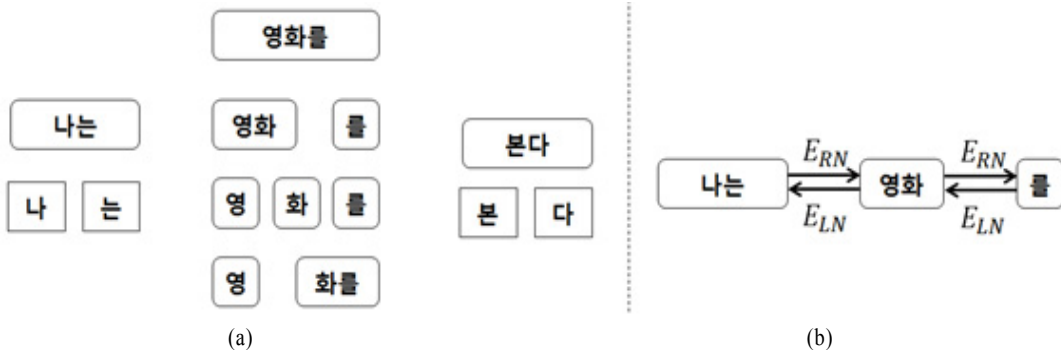 영화를
나는
영화 를
본다
나 는
영 화 를
본 다
영 화를
(a)
나는 영화 를
E_RN E_RN
E_LN E_LN
(b)